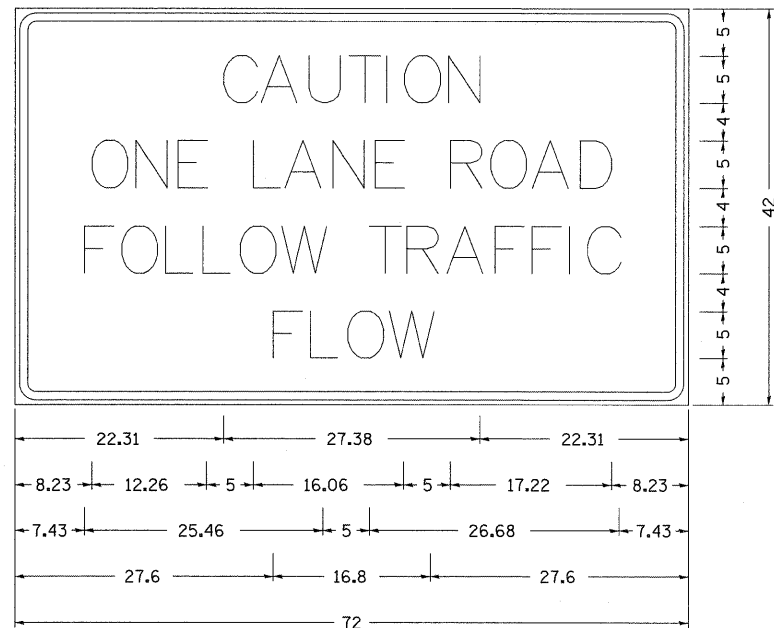 CAUTION
ONE LANE ROAD
FOLLOW TRAFFIC
FLOW
5
5
4
5
4
5
4
5
5
42
22.31 27.38 22.31
8.23 12.26 5 16.06 5 17.22 8.23
7.43 25.46 5 26.68 7.43
27.6 16.8 27.6
72